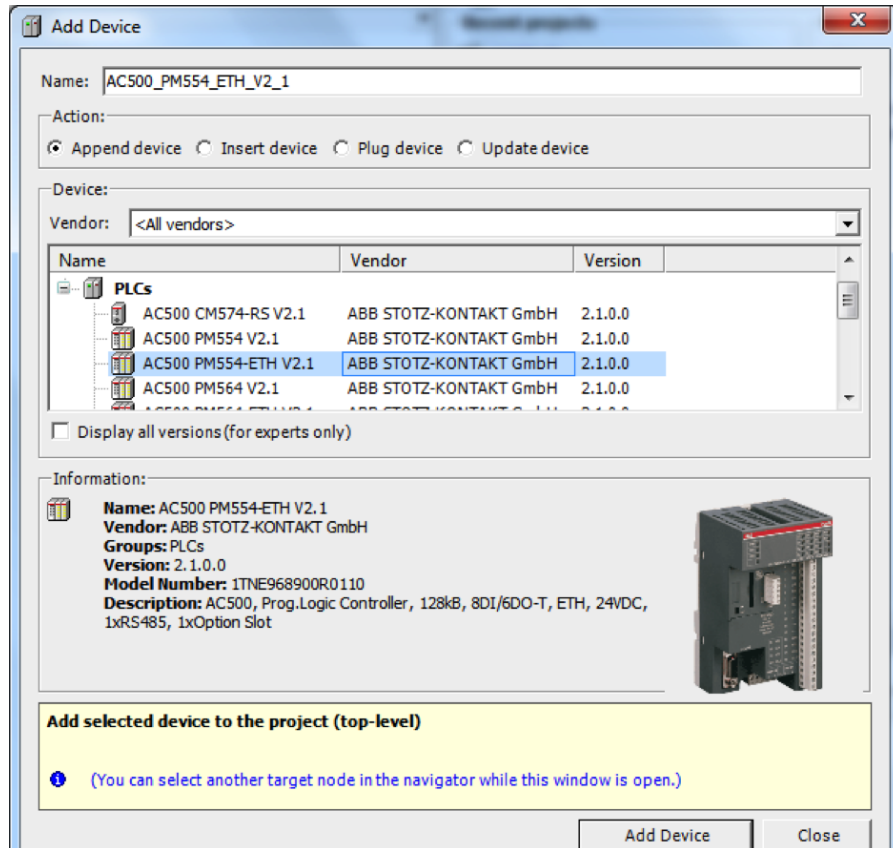 Add Device
Name: AC500_PM554_ETH_V2_1
Action:
Append device Insert device Plug device Update device
Device:
Vendor: <All vendors>
Name Vendor Version
PLCs
AC500 CM574-RS V2.1 ABB STOTZ-KONTAKT GmbH 2.1.0.0
AC500 PM554 V2.1 ABB STOTZ-KONTAKT GmbH 2.1.0.0
AC500 PM554-ETH V2.1 ABB STOTZ-KONTAKT GmbH 2.1.0.0
AC500 PM564 V2.1 ABB STOTZ-KONTAKT GmbH 2.1.0.0
Display all versions (for experts only)
Information:
Name: AC500 PM554-ETH V2.1
Vendor: ABB STOTZ-KONTAKT GmbH
Groups: PLCs
Version: 2.1.0.0
Model Number: 1TNE968900R0110
Description: AC500, Prog.Logic Controller, 128kB, 8DI/6DO-T, ETH, 24VDC,
1xRS485, 1xOption Slot
Add selected device to the project (top-level)
(You can select another target node in the navigator while this window is open.)
Add Device Close